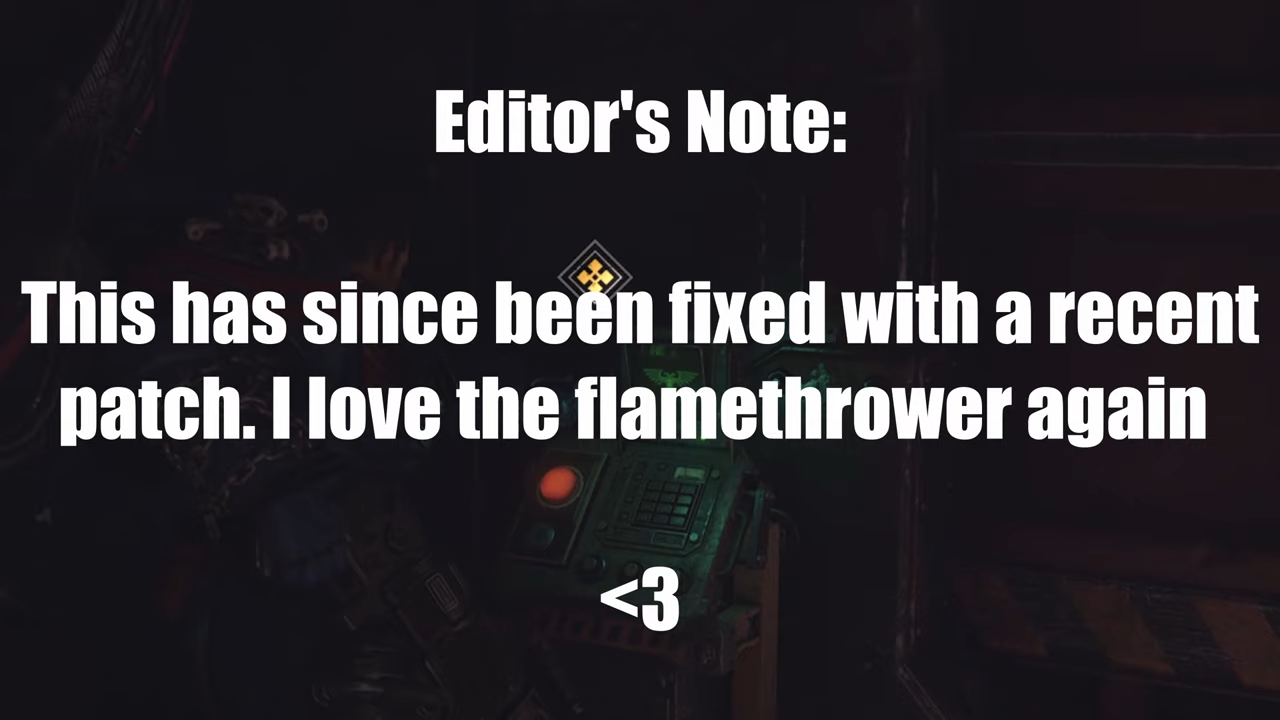 Editor's Note:
This has since been fixed with a recent
patch. I love the flamethrower again
<3